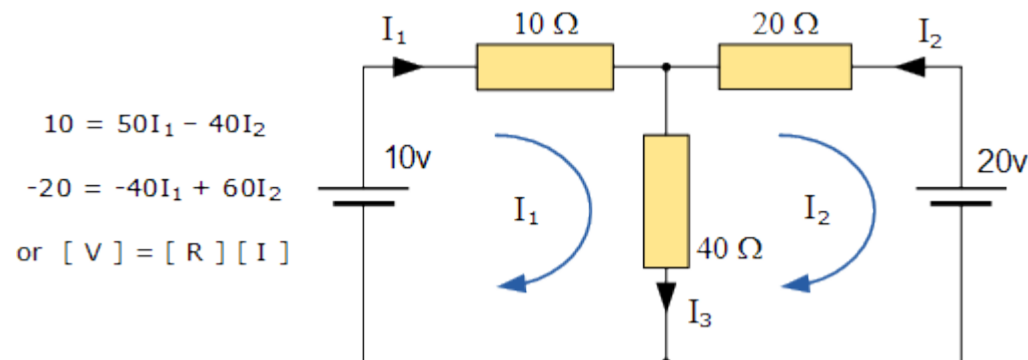 I₁
10 Ω
20 Ω
I₂
10 = 50I₁ – 40I₂
-20 = -40I₁ + 60I₂
or [ V ] = [ R ] [ I ]
10v
I₁
I₂
20v
40 Ω
I₃